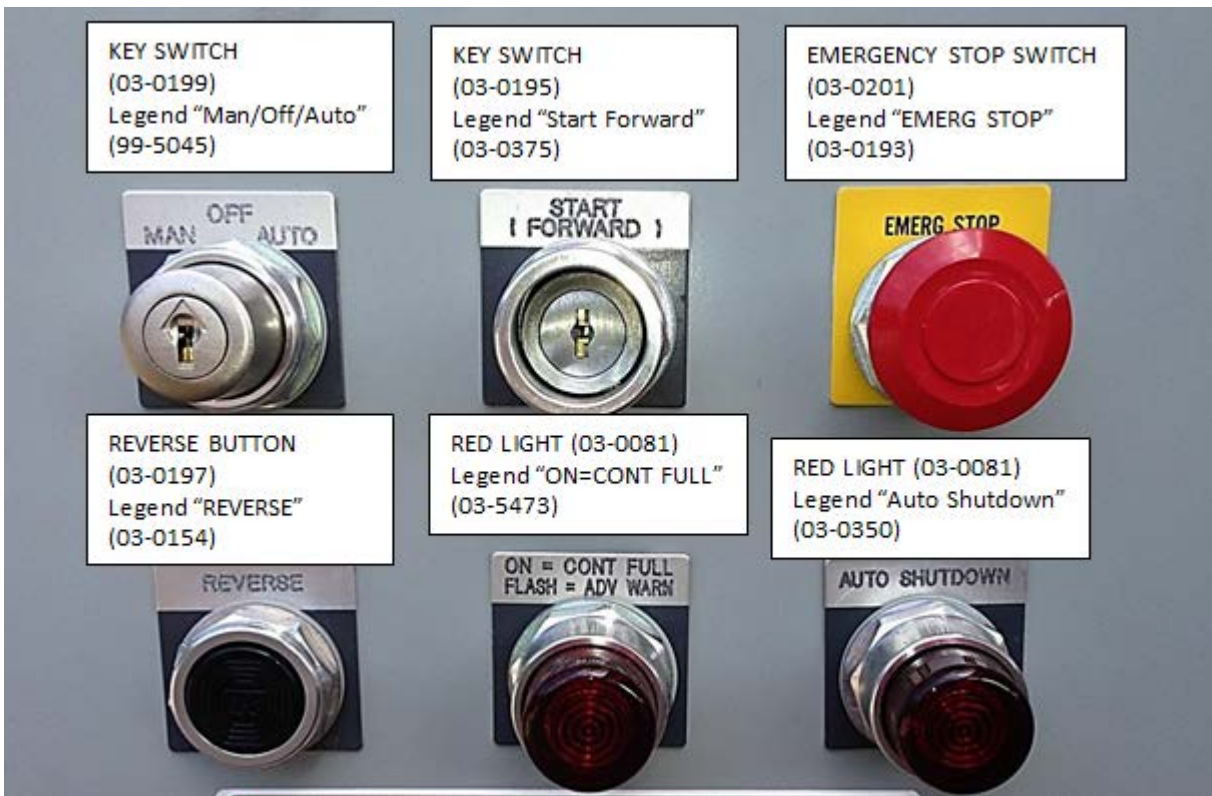 KEY SWITCH
(03-0199)
Legend “Man/Off/Auto”
(99-5045)
KEY SWITCH
(03-0195)
Legend “Start Forward”
(03-0375)
EMERGENCY STOP SWITCH
(03-0201)
Legend “EMERG STOP”
(03-0193)
OFF
MAN AUTO
START
( FORWARD )
EMERG STOP
REVERSE BUTTON
(03-0197)
Legend “REVERSE”
(03-0154)
RED LIGHT (03-0081)
Legend “ON=CONT FULL”
(03-5473)
RED LIGHT (03-0081)
Legend “Auto Shutdown”
(03-0350)
REVERSE
ON = CONT FULL
FLASH = ADV WARN
AUTO SHUTDOWN